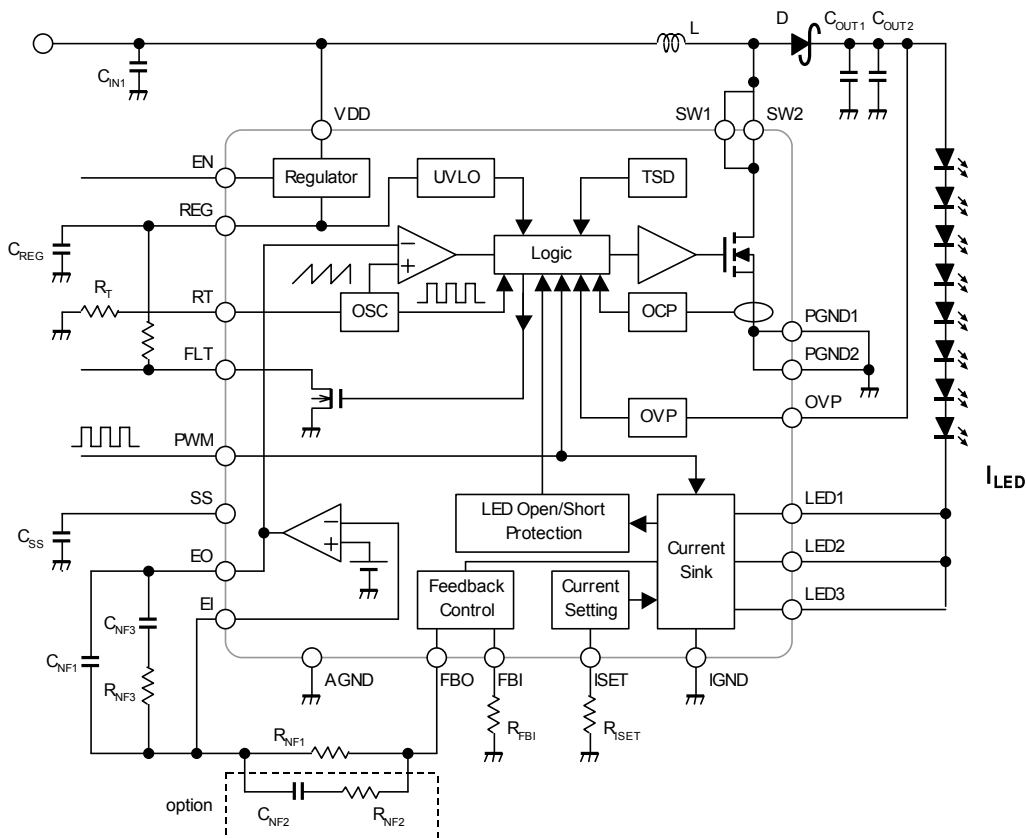 L
D
COUT1
COUT2
CIN1
VDD
SW1
SW2
EN
Regulator
UVLO
TSD
REG
CREG
Logic
RT
RT
OSC
OCP
PGND1
FLT
PGND2
OVP
OVP
PWM
ILED
SS
LED Open/Short
Protection
LED1
CSS
Current
Sink
EO
LED2
Feedback
Control
Current
Setting
EI
LED3
CNF3
CNF1
AGND
FBO
FBI
ISET
IGND
RNF3
RFBI
RISET
RNF1
option
CNF2
RNF2